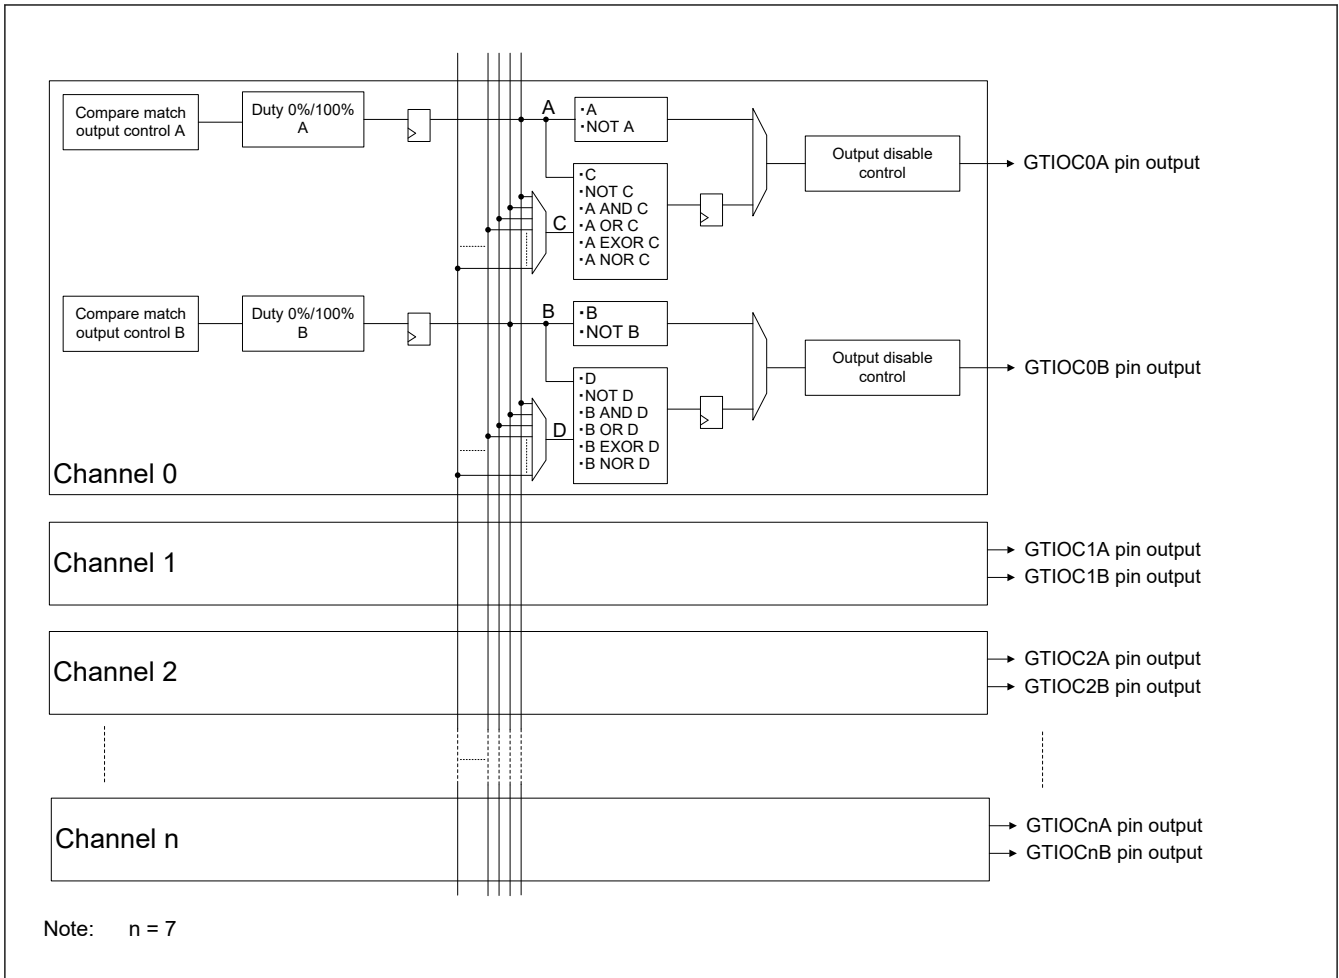 Compare match
output control A
Duty 0%/100%
A
A
・A
・NOT A
Output disable
control
GTIOC0A pin output
C
・C
・NOT C
・A AND C
・A OR C
・A EXOR C
・A NOR C
Compare match
output control B
Duty 0%/100%
B
B
・B
・NOT B
Output disable
control
GTIOC0B pin output
D
・D
・NOT D
・B AND D
・B OR D
・B EXOR D
・B NOR D
Channel 0
Channel 1
GTIOC1A pin output
GTIOC1B pin output
Channel 2
GTIOC2A pin output
GTIOC2B pin output
Channel n
GTIOCnA pin output
GTIOCnB pin output
Note: n = 7